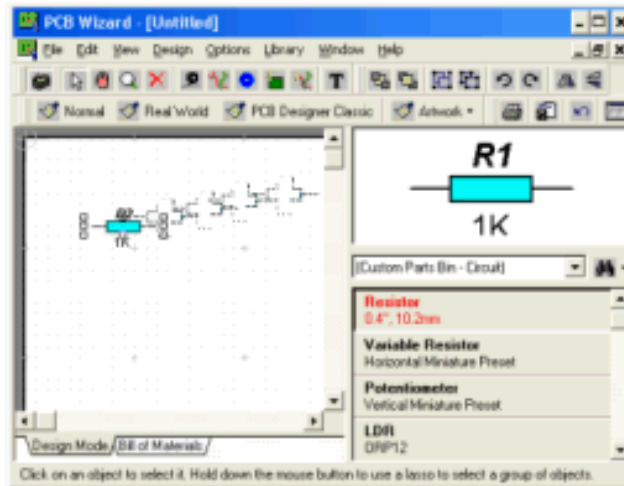 PCB Wizard - [Untitled]
File Edit View Design Options Library Window Help
T
Normal Real World PCB Designer Classic Artwork
R1
1K
1K
(Custom Parts Bin - Circuit)
Resistor
0.4", 10.2mm
Variable Resistor
Horizontal Miniature Preset
Potentiometer
Vertical Miniature Preset
LDR
ORP12
Design Mode Bill of Materials
Click on an object to select it. Hold down the mouse button to use a lasso to select a group of objects.